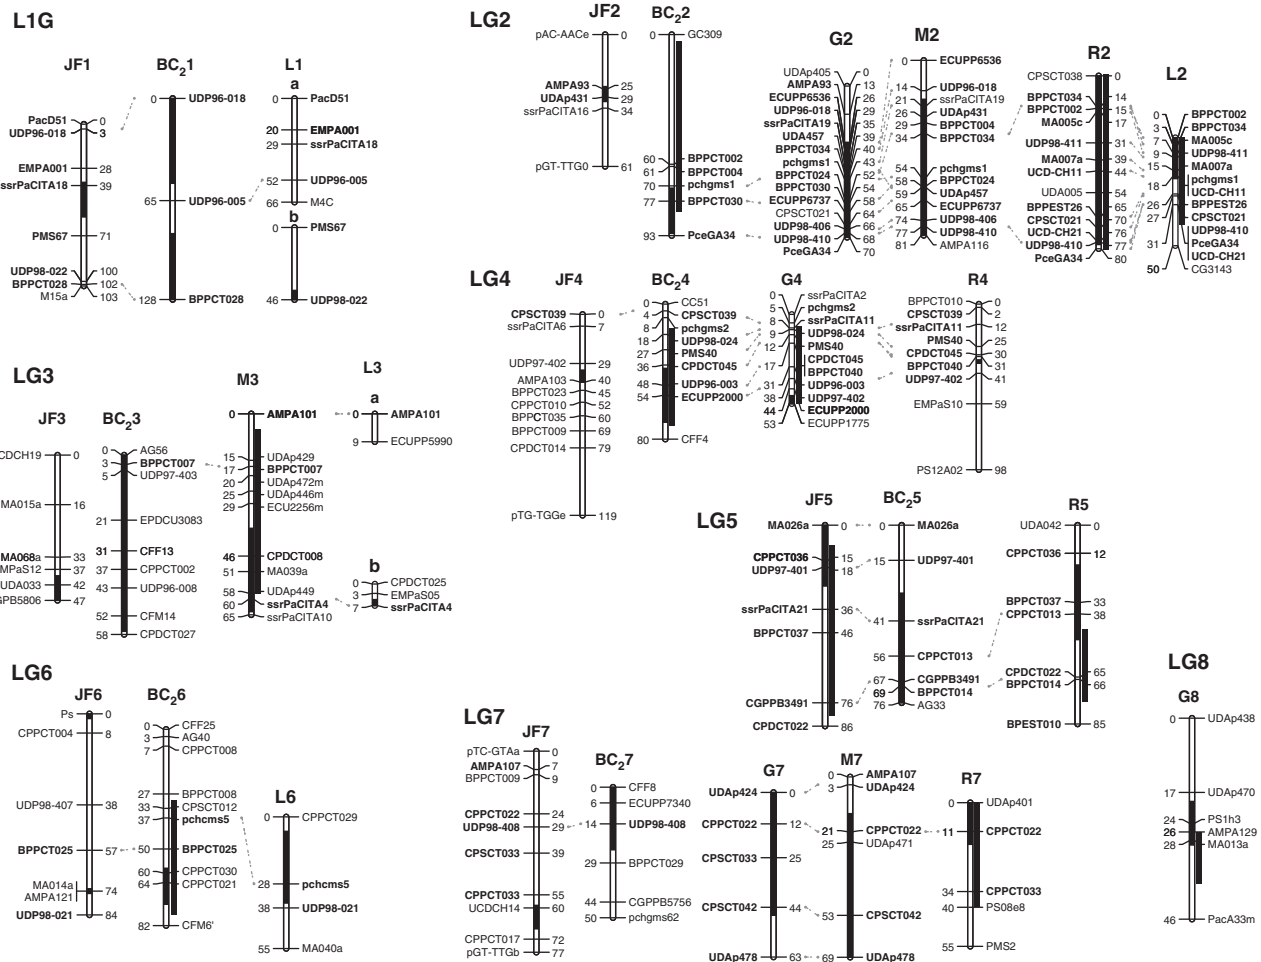 L1G
JF1
BC₂1
L1
a
PacD51 0
UDP96-018 3
EMPA001 28
ssrPaCITA18 39
PMS67 71
UDP98-022 100
BPPCT028 102
M15a 103
0 UDP96-018
65 UDP96-005
128 BPPCT028
0 PacD51
20 EMPA001
29 ssrPaCITA18
52 UDP96-005
66 M4C
b
0 PMS67
46 UDP98-022
LG2
JF2
pAC-AACe 0
AMPA93 25
UDAp431 29
ssrPaCITA16 34
pGT-TTG0 61
BC₂2
0 GC309
60 BPPCT002
61 BPPCT004
70 pchgms1
77 BPPCT030
93 PceGA34
G2
UDAp405 0
AMPA93 13
ECUPP6536 26
UDP96-018 29
ssrPaCITA19 35
UDA457 39
BPPCT034 40
pchgms1 43
BPPCT024 52
BPPCT030 54
ECUPP6737 58
CPSCT021 64
UDP98-406 66
UDP98-410 68
PceGA34 70
M2
0 ECUPP6536
14 UDP96-018
21 ssrPaCITA19
26 UDAp431
29 BPPCT004
34 BPPCT034
54 pchgms1
58 BPPCT024
59 UDAp457
65 ECUPP6737
74 UDP98-406
77 UDP98-410
81 AMPA116
R2
CPSCT038 0
BPPCT034 14
BPPCT002 15
MA005c 17
UDP98-411 31
MA007a 39
UCD-CH11 44
UDA005 54
BPPEST26 65
CPSCT021 70
UCD-CH21 76
UDP98-410 77
PceGA34 80
L2
0 BPPCT002
3 BPPCT034
7 MA005c
9 UDP98-411
15 MA007a
18 pchgms1
UCD-CH11
26 BPPEST26
27 CPSCT021
UDP98-410
31 PceGA34
UCD-CH21
50 CG3143
LG3
JF3
CDCH19 0
MA015a 16
MA068a 33
MPaS12 37
UDA033 42
GPB5806 47
BC₂3
0 AG56
3 BPPCT007
5 UDP97-403
21 EPDCU3083
31 CFF13
37 CPPCT002
43 UDP96-008
52 CFM14
58 CPDCT027
M3
0 AMPA101
15 UDAp429
17 BPPCT007
20 UDAp472m
25 UDAp446m
29 ECU2256m
46 CPDCT008
51 MA039a
58 UDAp449
60 ssrPaCITA4
65 ssrPaCITA10
L3
a
0 AMPA101
9 ECUPP5990
b
0 CPDCT025
3 EMPaS05
7 ssrPaCITA4
LG4
JF4
CPSCT039 0
ssrPaCITA6 7
UDP97-402 29
AMPA103 40
BPPCT023 45
CPPCT010 52
BPPCT035 60
BPPCT009 69
CPDCT014 79
pTG-TGGe 119
BC₂4
0 CC51
4 CPSCT039
8 pchgms2
18 UDP98-024
27 PMS40
36 CPDCT045
48 UDP96-003
54 ECUPP2000
80 CFF4
G4
0 ssrPaCITA2
5 pchgms2
8 ssrPaCITA11
9 UDP98-024
12 PMS40
17 CPDCT045
BPPCT040
31 UDP96-003
38 UDP97-402
44 ECUPP2000
53 ECUPP1775
R4
BPPCT010 0
CPSCT039 2
ssrPaCITA11 12
PMS40 25
CPDCT045 30
BPPCT040 31
UDP97-402 41
EMPaS10 59
PS12A02 98
LG5
JF5
MA026a 0
CPPCT036 15
UDP97-401 18
ssrPaCITA21 36
BPPCT037 46
CGPPB3491 76
CPDCT022 86
BC₂5
0 MA026a
15 UDP97-401
41 ssrPaCITA21
56 CPPCT013
67 CGPPB3491
69 BPPCT014
76 AG33
R5
UDA042 0
CPPCT036 12
BPPCT037 33
CPPCT013 38
CPDCT022 65
BPPCT014 66
BPEST010 85
LG6
JF6
Ps 0
CPPCT004 8
UDP98-407 38
BPPCT025 57
MA014a 74
AMPA121
UDP98-021 84
BC₂6
0 CFF25
3 AG40
7 CPPCT008
27 BPPCT008
33 CPSCT012
37 pchcms5
50 BPPCT025
60 CPPCT030
64 CPPCT021
82 CFM6'
L6
0 CPPCT029
28 pchcms5
38 UDP98-021
55 MA040a
LG7
JF7
pTC-GTAa 0
AMPA107 7
BPPCT009 9
CPPCT022 24
UDP98-408 29
CPSCT033 39
CPPCT033 55
UCDCH14 60
CPPCT017 72
pGT-TTGb 77
BC₂7
0 CFF8
6 ECUPP7340
14 UDP98-408
29 BPPCT029
44 CGPPB5756
50 pchgms62
G7
UDAp424 0
CPPCT022 12
CPSCT033 25
CPSCT042 44
UDAp478 63
M7
0 AMPA107
3 UDAp424
21 CPPCT022
25 UDAp471
53 CPSCT042
69 UDAp478
R7
0 UDAp401
11 CPPCT022
34 CPPCT033
40 PS08e8
55 PMS2
LG8
G8
0 UDAp438
17 UDAp470
24 PS1h3
26 AMPA129
28 MA013a
46 PacA33m